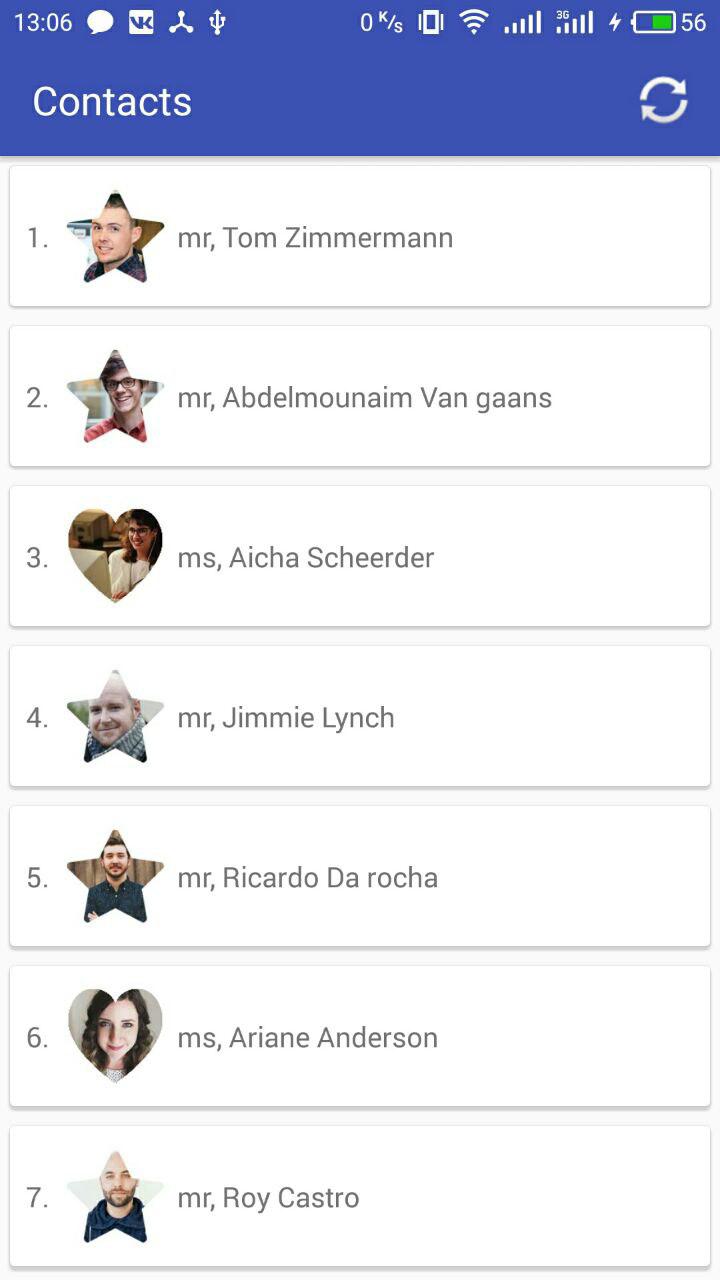 13:06 0 K/s 3G 56
Contacts
1. mr, Tom Zimmermann
2. mr, Abdelmounaim Van gaans
3. ms, Aicha Scheerder
4. mr, Jimmie Lynch
5. mr, Ricardo Da rocha
6. ms, Ariane Anderson
7. mr, Roy Castro